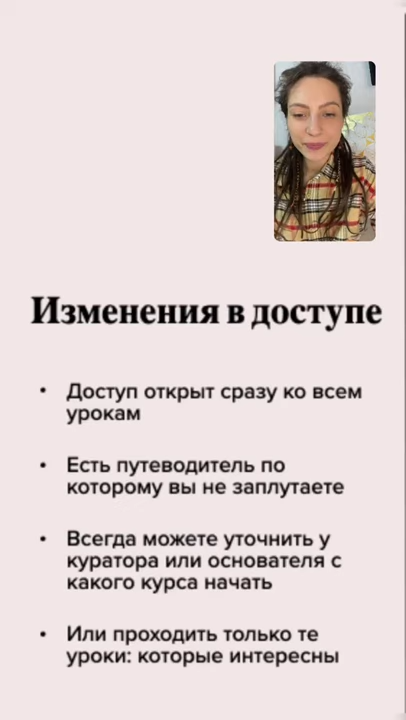 Изменения в доступе
• Доступ открыт сразу ко всем
урокам
• Есть путеводитель по
которому вы не заплутаете
• Всегда можете уточнить у
куратора или основателя с
какого курса начать
• Или проходить только те
уроки: которые интересны